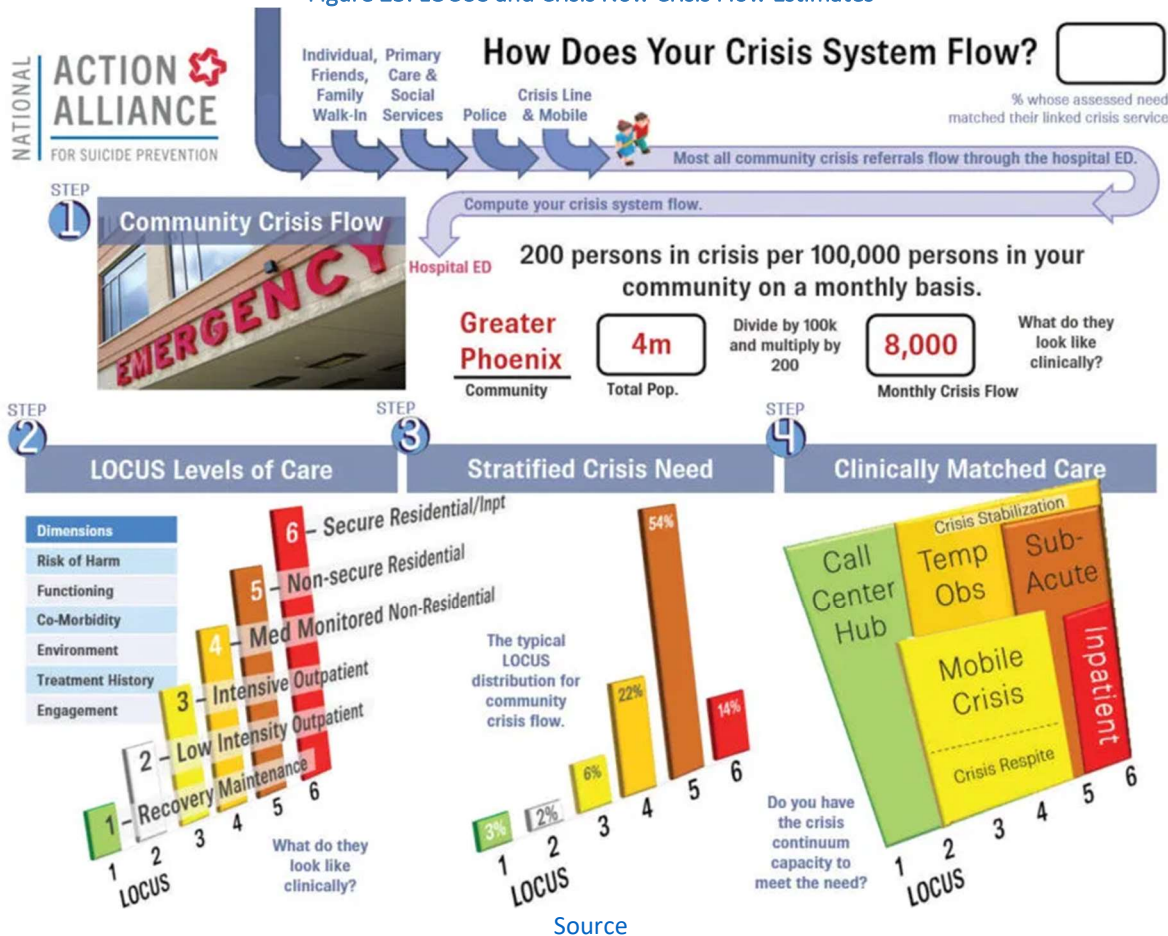 Figure 23: LOCUS and Crisis Now Crisis Flow Estimates
NATIONAL
ACTION
ALLIANCE
FOR SUICIDE PREVENTION
Individual,
Friends,
Family
Walk-In
Primary
Care &
Social
Services
Police
Crisis Line
& Mobile
How Does Your Crisis System Flow?
% whose assessed need
matched their linked crisis service
Most all community crisis referrals flow through the hospital ED.
Compute your crisis system flow.
Hospital ED
STEP
1
Community Crisis Flow
EMERGENCY
200 persons in crisis per 100,000 persons in your
community on a monthly basis.
Greater
Phoenix
Community
4m
Total Pop.
Divide by 100k
and multiply by
200
8,000
Monthly Crisis Flow
What do they
look like
clinically?
STEP
2
LOCUS Levels of Care
Dimensions
Risk of Harm
Functioning
Co-Morbidity
Environment
Treatment History
Engagement
6 – Secure Residential/Inpt
5 – Non-secure Residential
4 – Med Monitored Non-Residential
3 – Intensive Outpatient
2 – Low Intensity Outpatient
1 – Recovery Maintenance
1 2 3 4 5 6
LOCUS
What do they
look like
clinically?
STEP
3
Stratified Crisis Need
The typical
LOCUS
distribution for
community
crisis flow.
3%
2%
6%
22%
54%
14%
1 2 3 4 5 6
LOCUS
STEP
4
Clinically Matched Care
Call
Center
Hub
Crisis Stabilization
Temp
Obs
Sub-
Acute
Mobile
Crisis
Crisis Respite
Inpatient
1 2 3 4 5 6
LOCUS
Do you have
the crisis
continuum
capacity to
meet the need?
Source